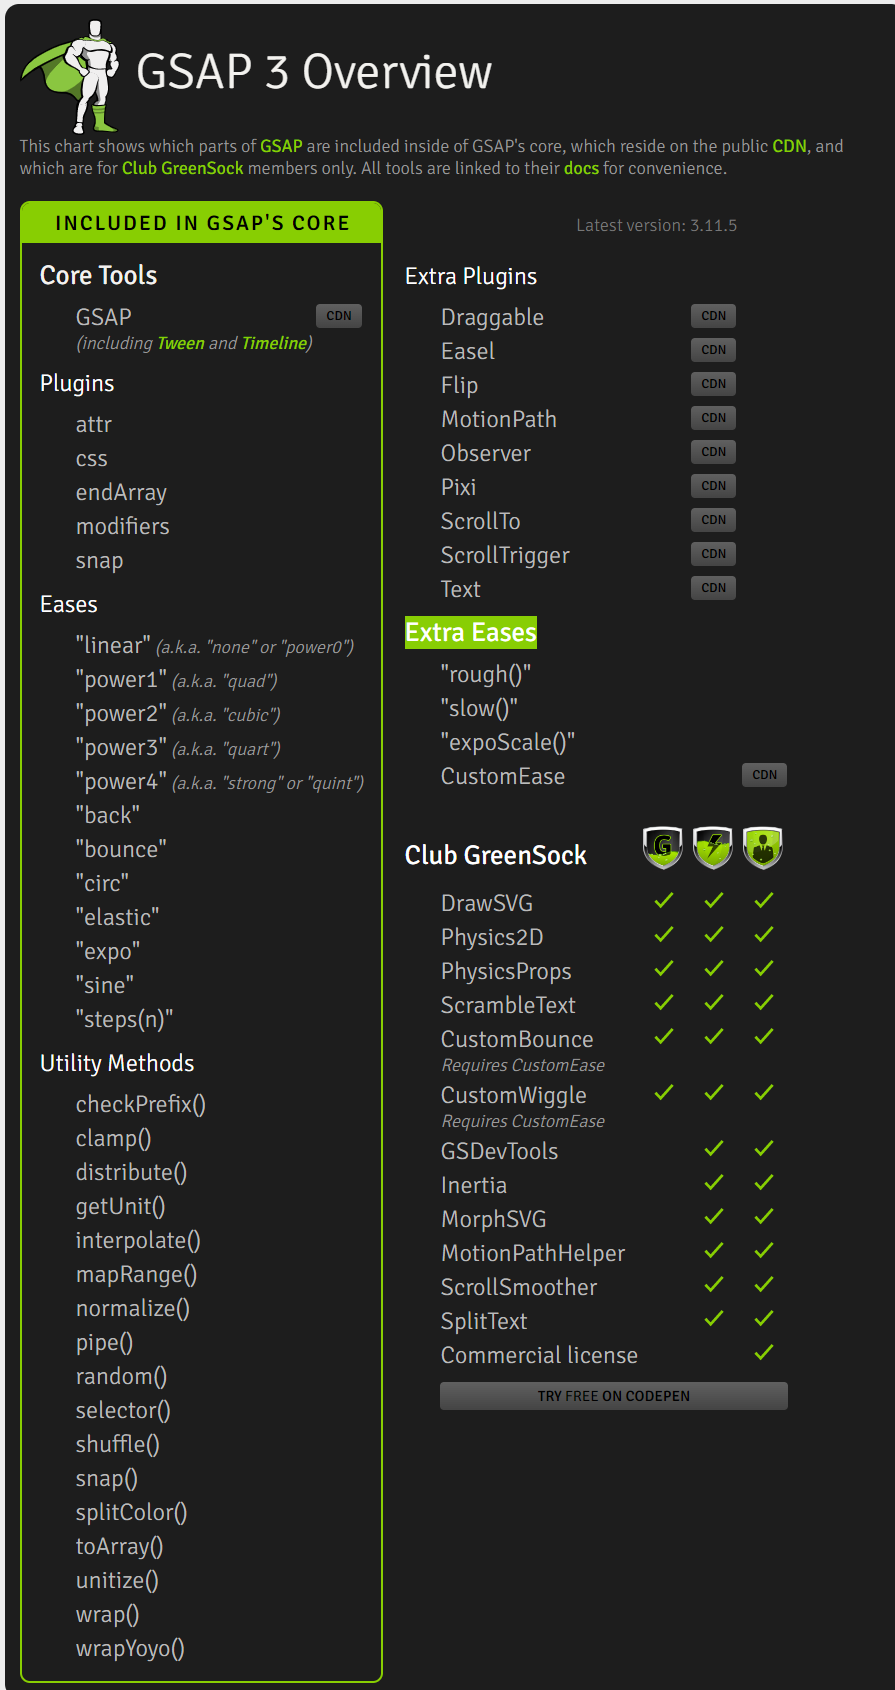 GSAP 3 Overview
This chart shows which parts of GSAP are included inside of GSAP's core, which reside on the public CDN, and
which are for Club GreenSock members only. All tools are linked to their docs for convenience.
INCLUDED IN GSAP'S CORE
Core Tools
GSAP CDN
(including Tween and Timeline)
Plugins
attr
css
endArray
modifiers
snap
Eases
"linear" (a.k.a. "none" or "power0")
"power1" (a.k.a. "quad")
"power2" (a.k.a. "cubic")
"power3" (a.k.a. "quart")
"power4" (a.k.a. "strong" or "quint")
"back"
"bounce"
"circ"
"elastic"
"expo"
"sine"
"steps(n)"
Utility Methods
checkPrefix()
clamp()
distribute()
getUnit()
interpolate()
mapRange()
normalize()
pipe()
random()
selector()
shuffle()
snap()
splitColor()
toArray()
unitize()
wrap()
wrapYoyo()
Latest version: 3.11.5
Extra Plugins
Draggable CDN
Easel CDN
Flip CDN
MotionPath CDN
Observer CDN
Pixi CDN
ScrollTo CDN
ScrollTrigger CDN
Text CDN
Extra Eases
"rough()"
"slow()"
"expoScale()"
CustomEase CDN
Club GreenSock G
DrawSVG
Physics2D
PhysicsProps
ScrambleText
CustomBounce
Requires CustomEase
CustomWiggle
Requires CustomEase
GSDevTools
Inertia
MorphSVG
MotionPathHelper
ScrollSmoother
SplitText
Commercial license
TRY FREE ON CODEPEN